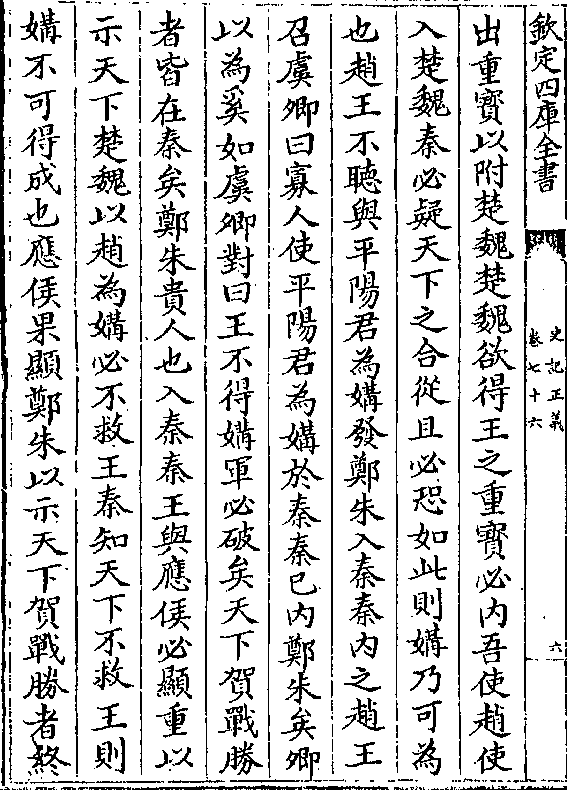 欽定四庫全書
史記正義
卷七十六
六
出重寳以附楚魏楚魏欲得王之重寳必内吾使趙使
入楚魏秦必疑天下之合從且必恐如此則媾乃可為
也趙王不聽與平陽君為媾發鄭朱入秦秦内之趙王
召虞卿曰寡人使平陽君為媾於秦秦已内鄭朱矣卿
以為奚如虞卿對曰王不得媾軍必破矣天下賀戰勝
者皆在秦矣鄭朱貴人也入秦秦王與應侯必顯重以
示天下楚魏以趙為媾必不救王秦知天下不救王則
媾不可得成也應侯果顯鄭朱以示天下賀戰勝者終